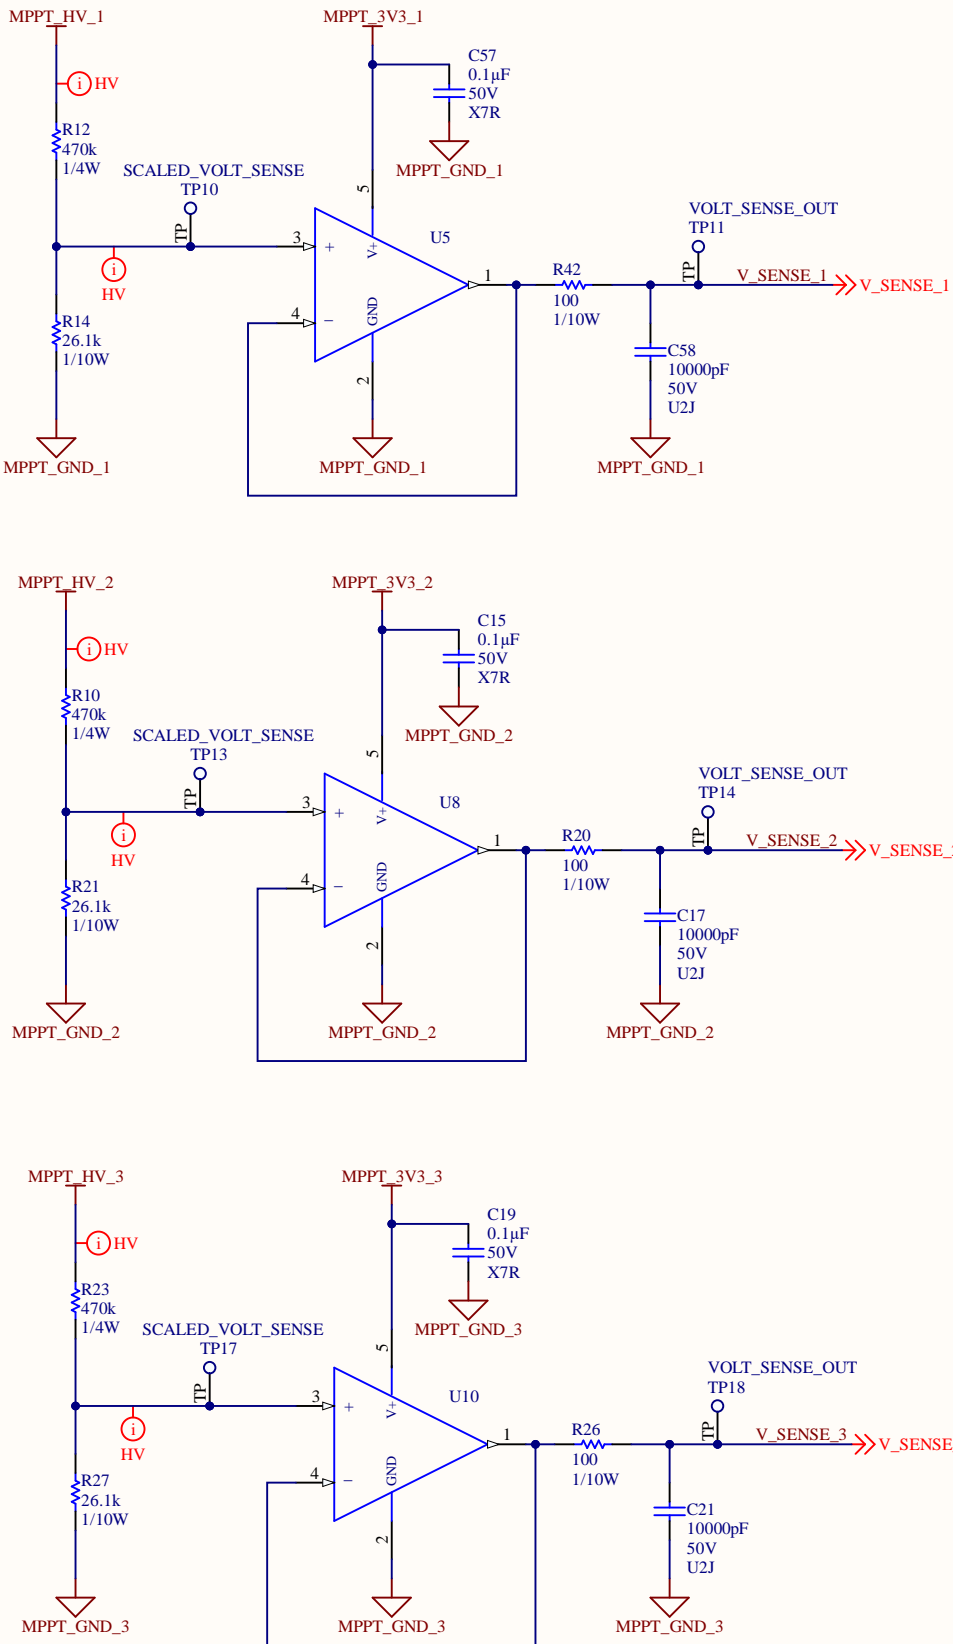 MPPT_HV_1
MPPT_3V3_1
i HV
C57
0.1µF
50V
X7R
MPPT_GND_1
R12
470k
1/4W
SCALED_VOLT_SENSE
TP10
TP
5
3
+
V+
U5
1
4
−
GND
2
i
HV
R14
26.1k
1/10W
MPPT_GND_1
MPPT_GND_1
R42
100
1/10W
VOLT_SENSE_OUT
TP11
TP
V_SENSE_1
V_SENSE_1
C58
10000pF
50V
U2J
MPPT_GND_1
MPPT_HV_2
MPPT_3V3_2
i HV
C15
0.1µF
50V
X7R
MPPT_GND_2
R10
470k
1/4W
SCALED_VOLT_SENSE
TP13
TP
5
3
+
V+
U8
1
4
−
GND
2
i
HV
R21
26.1k
1/10W
MPPT_GND_2
MPPT_GND_2
R20
100
1/10W
VOLT_SENSE_OUT
TP14
TP
V_SENSE_2
V_SENSE_2
C17
10000pF
50V
U2J
MPPT_GND_2
MPPT_HV_3
MPPT_3V3_3
i HV
C19
0.1µF
50V
X7R
MPPT_GND_3
R23
470k
1/4W
SCALED_VOLT_SENSE
TP17
TP
5
3
+
V+
U10
1
4
−
GND
2
i
HV
R27
26.1k
1/10W
MPPT_GND_3
MPPT_GND_3
R26
100
1/10W
VOLT_SENSE_OUT
TP18
TP
V_SENSE_3
V_SENSE
C21
10000pF
50V
U2J
MPPT_GND_3